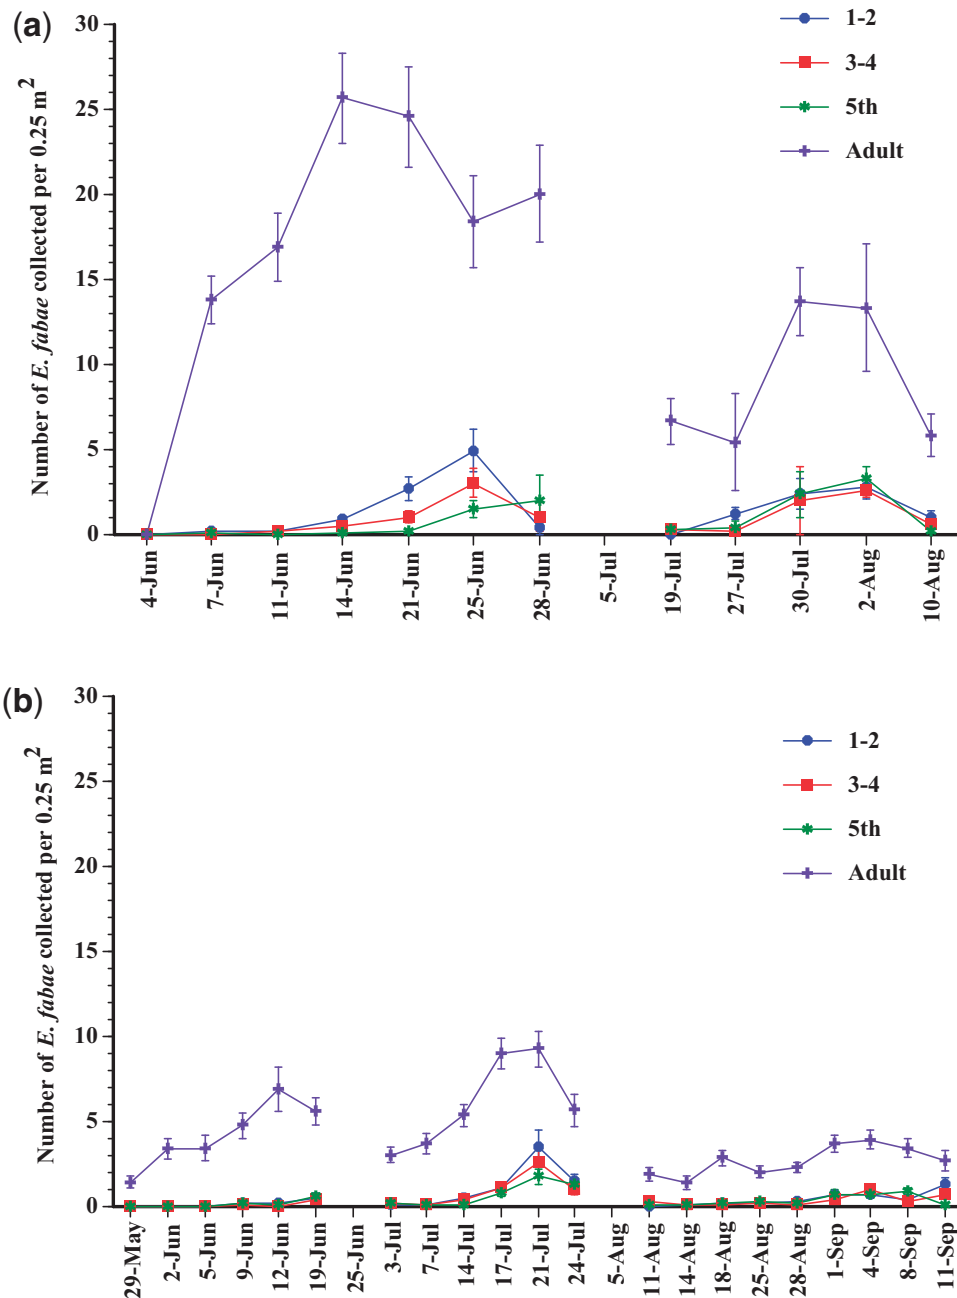 (a)
Number of E. fabae collected per 0.25 m2
30
25
20
15
10
5
0
1-2
3-4
5th
Adult
4-Jun
7-Jun
11-Jun
14-Jun
21-Jun
25-Jun
28-Jun
5-Jul
19-Jul
27-Jul
30-Jul
2-Aug
10-Aug
(b)
Number of E. fabae collected per 0.25 m2
30
25
20
15
10
5
0
1-2
3-4
5th
Adult
29-May
2-Jun
5-Jun
9-Jun
12-Jun
19-Jun
25-Jun
3-Jul
7-Jul
14-Jul
17-Jul
21-Jul
24-Jul
5-Aug
11-Aug
14-Aug
18-Aug
25-Aug
28-Aug
1-Sep
4-Sep
8-Sep
11-Sep